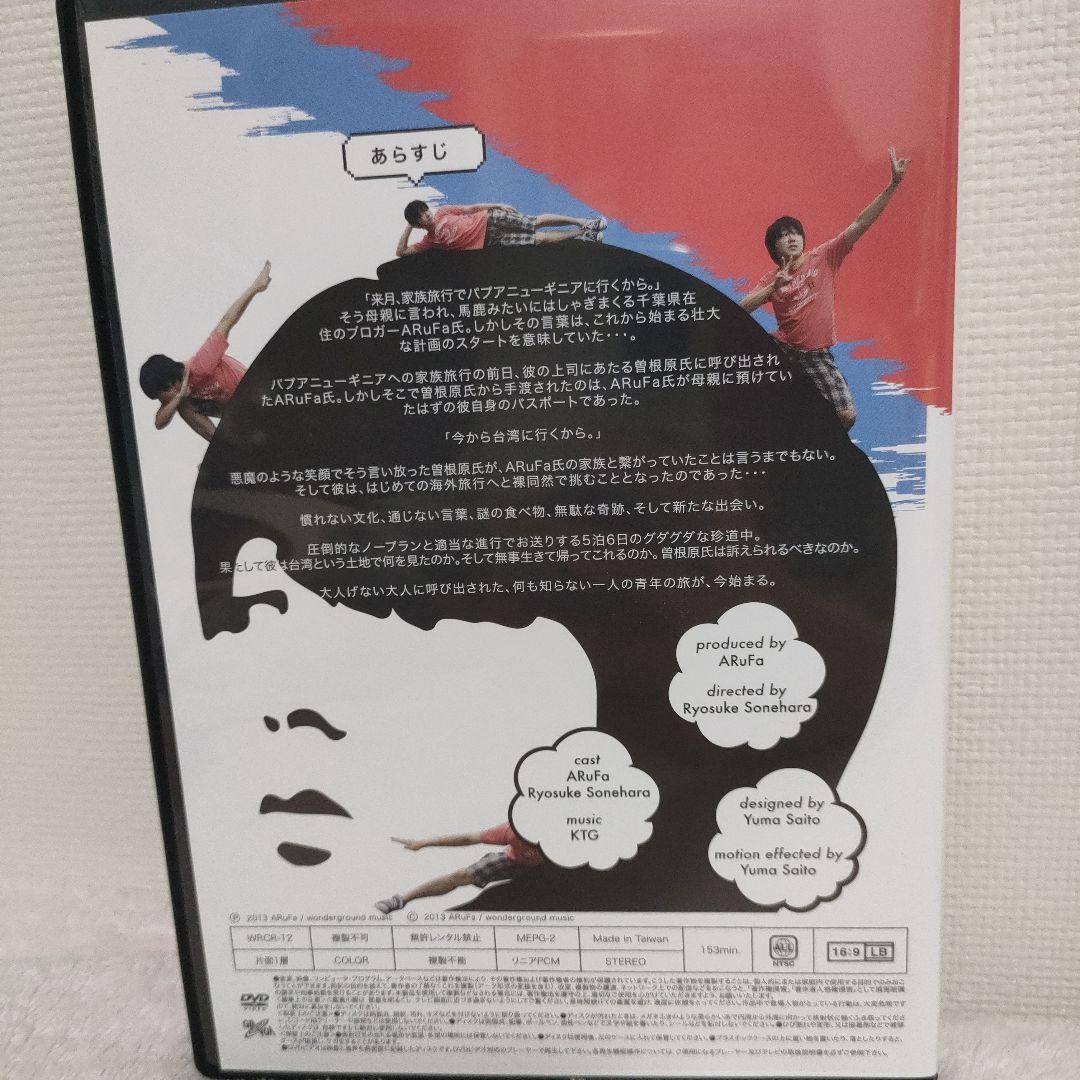 あらすじ
「来月、家族旅行でパプアニューギニアに行くから。」
そう母親に言われ、馬鹿みたいにはしゃぎまくる千葉県在
住のブロガーARuFa氏。しかしその言葉は、これから始まる壮大
な計画のスタートを意味していた・・・。
パプアニューギニアへの家族旅行の前日、彼の上司にあたる曽根原氏に呼び出され
たARuFa氏。しかしそこで曽根原氏から手渡されたのは、ARuFa氏が母親に預けてい
たはずの彼自身のパスポートであった。
「今から台湾に行くから。」
悪魔のような笑顔でそう言い放った曽根原氏が、ARuFa氏の家族と繋がっていたことは言うまでもない。
そして彼は、はじめての海外旅行へと裸同然で挑むこととなったのであった・・・
慣れない文化、通じない言葉、謎の食べ物、無駄な奇跡、そして新たな出会い。
圧倒的なノープランと適当な進行でお送りする5泊6日のグダグダな珍道中。
果たして彼は台湾という土地で何を見たのか。そして無事生きて帰ってこれるのか。曽根原氏は訴えられるべきなのか。
大人げない大人に呼び出された、何も知らない一人の青年の旅が、今始まる。
produced by
ARuFa
directed by
Ryosuke Sonehara
cast
ARuFa
Ryosuke Sonehara
music
KTG
designed by
Yuma Saito
motion effected by
Yuma Saito
Ⓟ 2013 ARuFa / wonderground music Ⓒ 2013 ARuFa / wonderground music
WRCR-12 複製不可 無許レンタル禁止 MEPG-2 Made in Taiwan 153min. ALL NTSC 16:9 LB
片面1層 COLOR 複製不能 リニアPCM STEREO
DVD